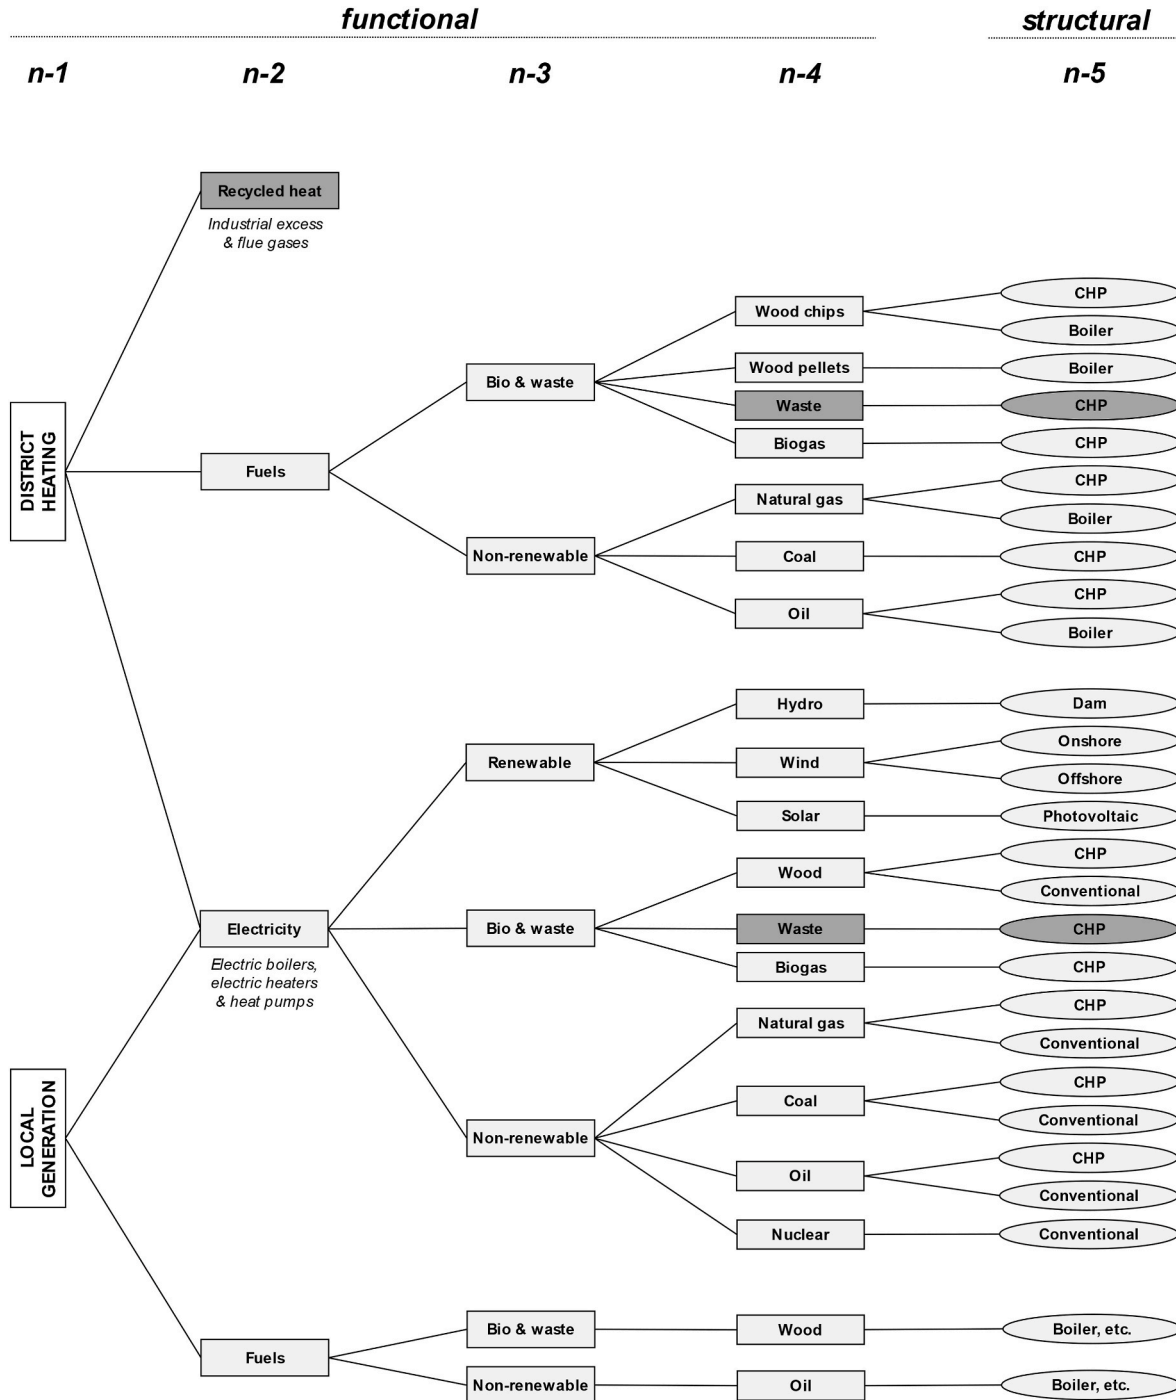 functional
structural
n-1
n-2
n-3
n-4
n-5
Recycled heat
Industrial excess
& flue gases
CHP
Wood chips
Boiler
Wood pellets
Boiler
Bio & waste
Waste
CHP
Biogas
CHP
DISTRICT
HEATING
Fuels
CHP
Natural gas
Boiler
Non-renewable
Coal
CHP
CHP
Oil
Boiler
Hydro
Dam
Onshore
Renewable
Wind
Offshore
Solar
Photovoltaic
CHP
Wood
Conventional
Electricity
Bio & waste
Waste
CHP
Electric boilers,
electric heaters
& heat pumps
Biogas
CHP
CHP
Natural gas
Conventional
CHP
Coal
Conventional
LOCAL
GENERATION
Non-renewable
CHP
Oil
Conventional
Nuclear
Conventional
Bio & waste
Wood
Boiler, etc.
Fuels
Non-renewable
Oil
Boiler, etc.